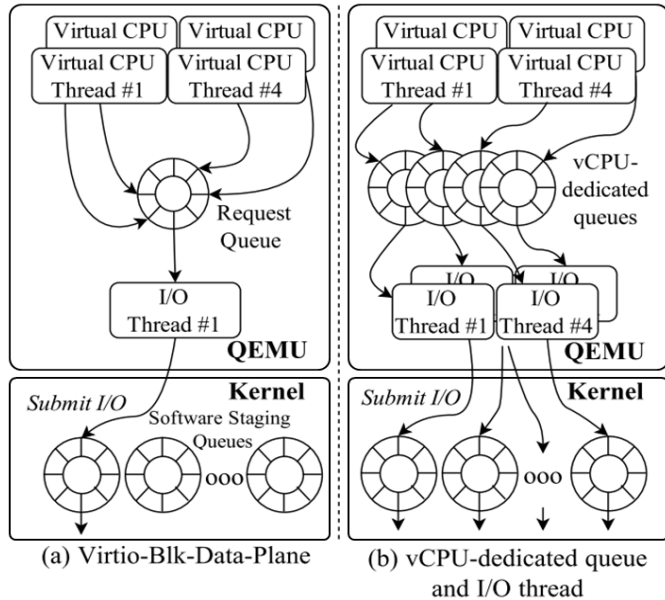 Virtual CPU
Virtual CPU
Virtual CPU
Thread #1
Virtual CPU
Thread #4
Request
Queue
I/O
Thread #1
QEMU
Kernel
Submit I/O
Software Staging
Queues
ooo
(a) Virtio-Blk-Data-Plane
Virtual CPU
Virtual CPU
Virtual CPU
Thread #1
Virtual CPU
Thread #4
vCPU-
dedicated
queues
I/O
I/O
I/O
Thread #1
I/O
Thread #4
QEMU
Kernel
Submit I/O
ooo
(b) vCPU-dedicated queue
and I/O thread